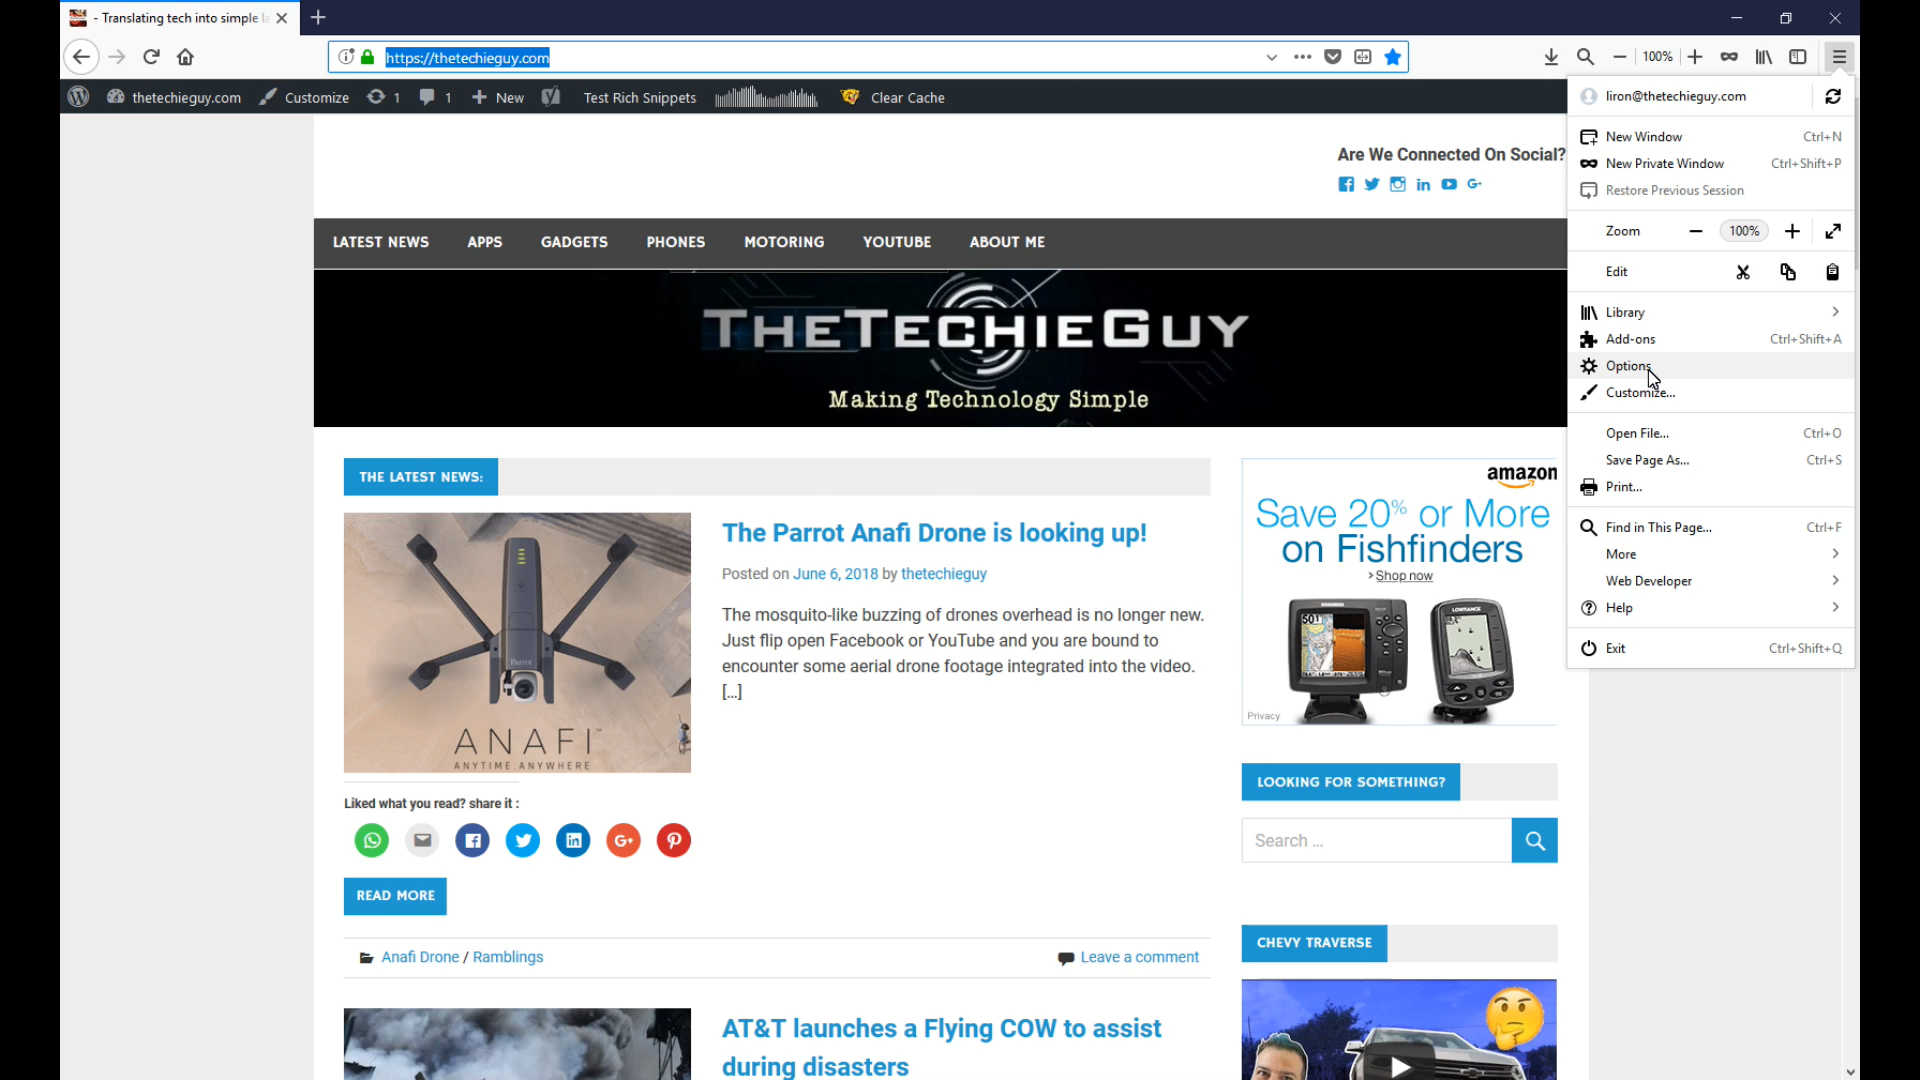 - Translating tech into simple la
https://thetechieguy.com
100%
thetechieguy.com
Customize
1
1
New
Test Rich Snippets
Clear Cache
liron@thetechieguy.com
New Window Ctrl+N
New Private Window Ctrl+Shift+P
Restore Previous Session
Zoom 100%
Edit
Library
Add-ons Ctrl+Shift+A
Options
Customize...
Open File... Ctrl+O
Save Page As... Ctrl+S
Print...
Find in This Page... Ctrl+F
More
Web Developer
Help
Exit Ctrl+Shift+Q
Are We Connected On Social?
LATEST NEWS APPS GADGETS PHONES MOTORING YOUTUBE ABOUT ME
THETECHIEGUY
Making Technology Simple
THE LATEST NEWS:
Parrot
ANAFI™
ANYTIME. ANYWHERE
The Parrot Anafi Drone is looking up!
Posted on June 6, 2018 by thetechieguy
The mosquito-like buzzing of drones overhead is no longer new.
Just flip open Facebook or YouTube and you are bound to
encounter some aerial drone footage integrated into the video.
[...]
Liked what you read? share it :
READ MORE
Anafi Drone / Ramblings
Leave a comment
AT&T launches a Flying COW to assist
during disasters
amazon
Save 20% or More
on Fishfinders
Shop now
501
LOWRANCE
Privacy
LOOKING FOR SOMETHING?
Search ...
CHEVY TRAVERSE